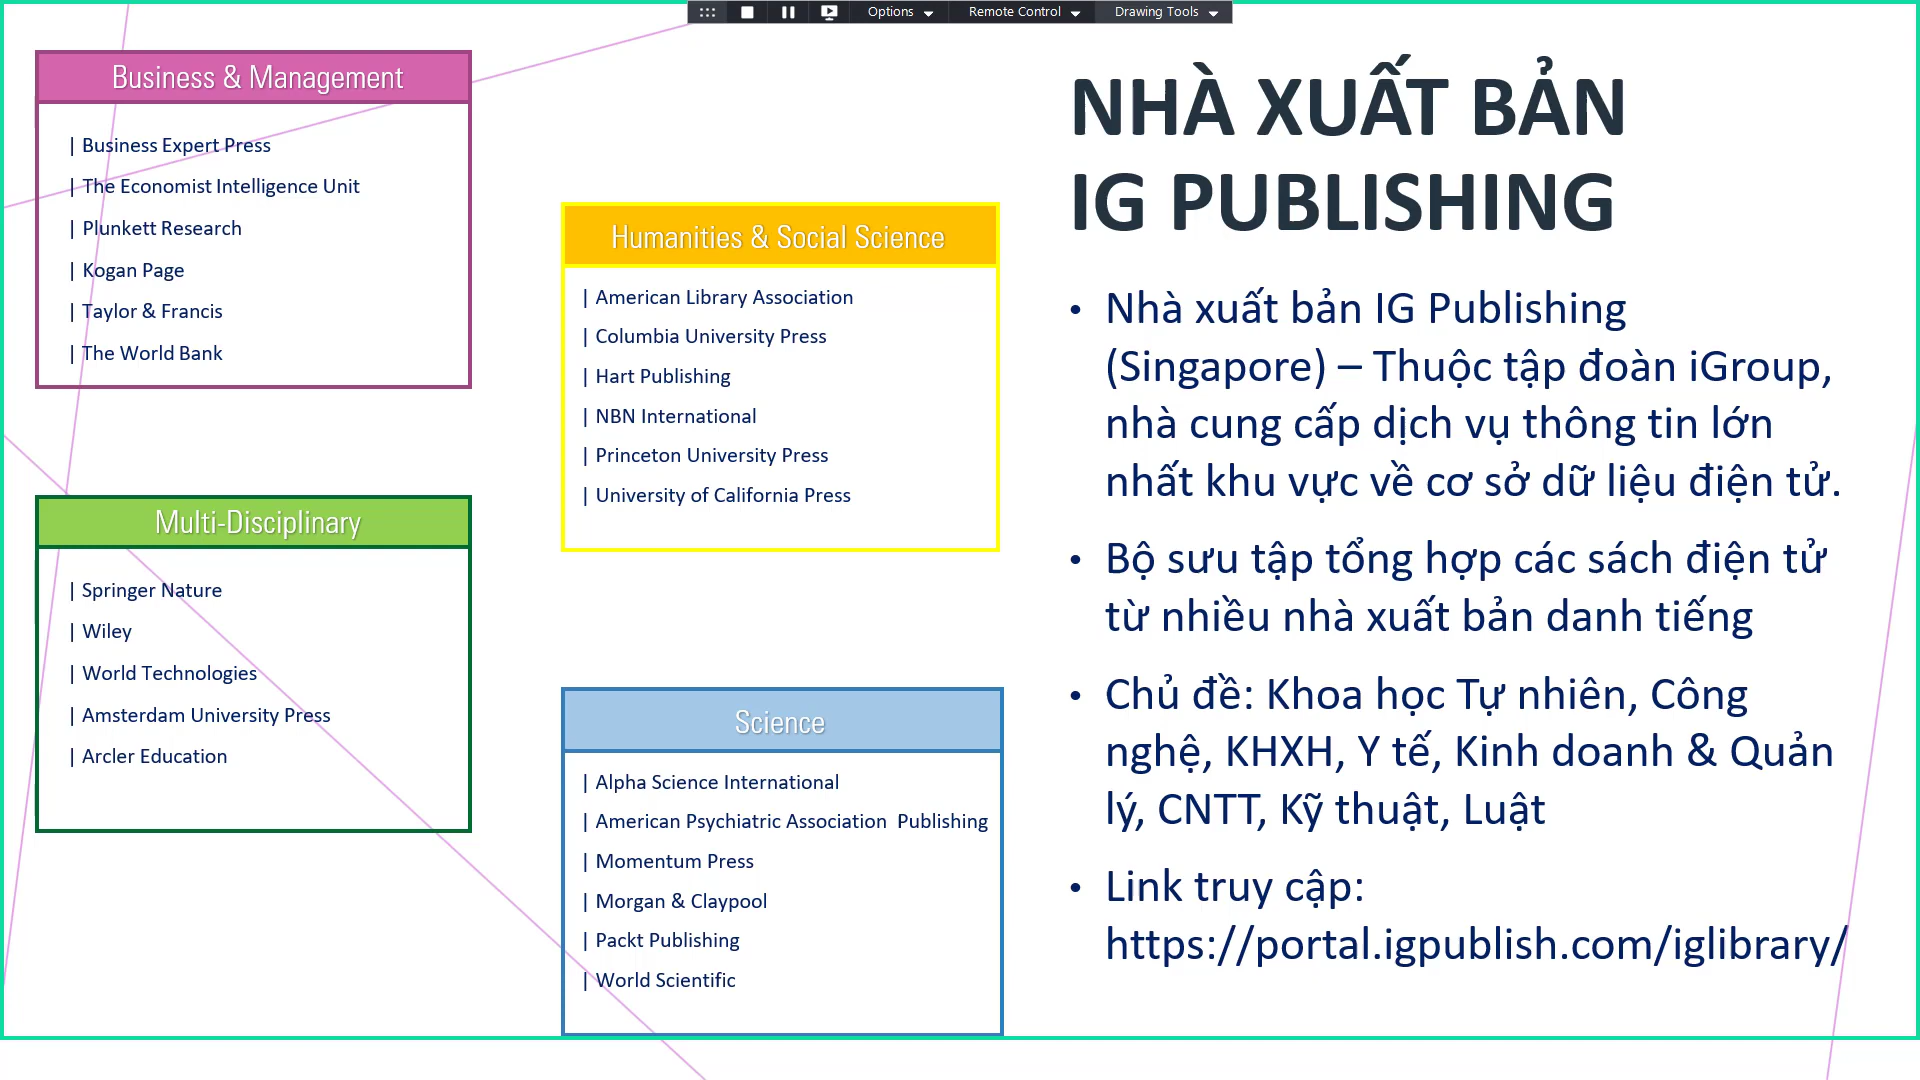 Options
Remote Control
Drawing Tools
Business & Management
| Business Expert Press
| The Economist Intelligence Unit
| Plunkett Research
| Kogan Page
| Taylor & Francis
| The World Bank
Multi-Disciplinary
| Springer Nature
| Wiley
| World Technologies
| Amsterdam University Press
| Arcler Education
Humanities & Social Science
| American Library Association
| Columbia University Press
| Hart Publishing
| NBN International
| Princeton University Press
| University of California Press
Science
| Alpha Science International
| American Psychiatric Association  Publishing
| Momentum Press
| Morgan & Claypool
| Packt Publishing
| World Scientific
NHÀ XUẤT BẢN
IG PUBLISHING
• Nhà xuất bản IG Publishing
(Singapore) – Thuộc tập đoàn iGroup,
nhà cung cấp dịch vụ thông tin lớn
nhất khu vực về cơ sở dữ liệu điện tử.
• Bộ sưu tập tổng hợp các sách điện tử
từ nhiều nhà xuất bản danh tiếng
• Chủ đề: Khoa học Tự nhiên, Công
nghệ, KHXH, Y tế, Kinh doanh & Quản
lý, CNTT, Kỹ thuật, Luật
• Link truy cập:
https://portal.igpublish.com/iglibrary/